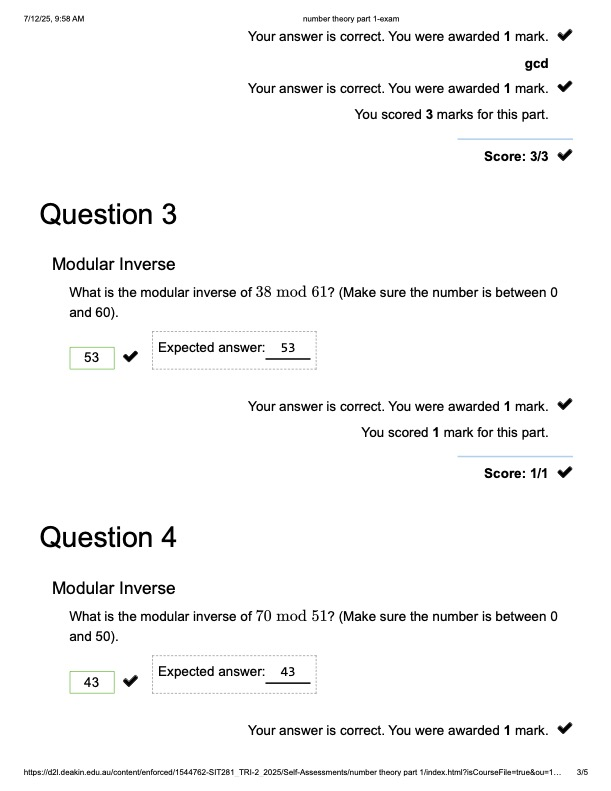 7/12/25, 9:58 AM number theory part 1-exam
Your answer is correct. You were awarded 1 mark. ✔
gcd
Your answer is correct. You were awarded 1 mark. ✔
You scored 3 marks for this part.
Score: 3/3 ✔
Question 3
Modular Inverse
What is the modular inverse of 38 mod 61? (Make sure the number is between 0
and 60).
53 ✔ Expected answer: 53
Your answer is correct. You were awarded 1 mark. ✔
You scored 1 mark for this part.
Score: 1/1 ✔
Question 4
Modular Inverse
What is the modular inverse of 70 mod 51? (Make sure the number is between 0
and 50).
43 ✔ Expected answer: 43
Your answer is correct. You were awarded 1 mark. ✔
https://d2l.deakin.edu.au/content/enforced/1544762-SIT281_TRI-2_2025/Self-Assessments/number theory part 1/index.html?isCourseFile=true&ou=1… 3/5